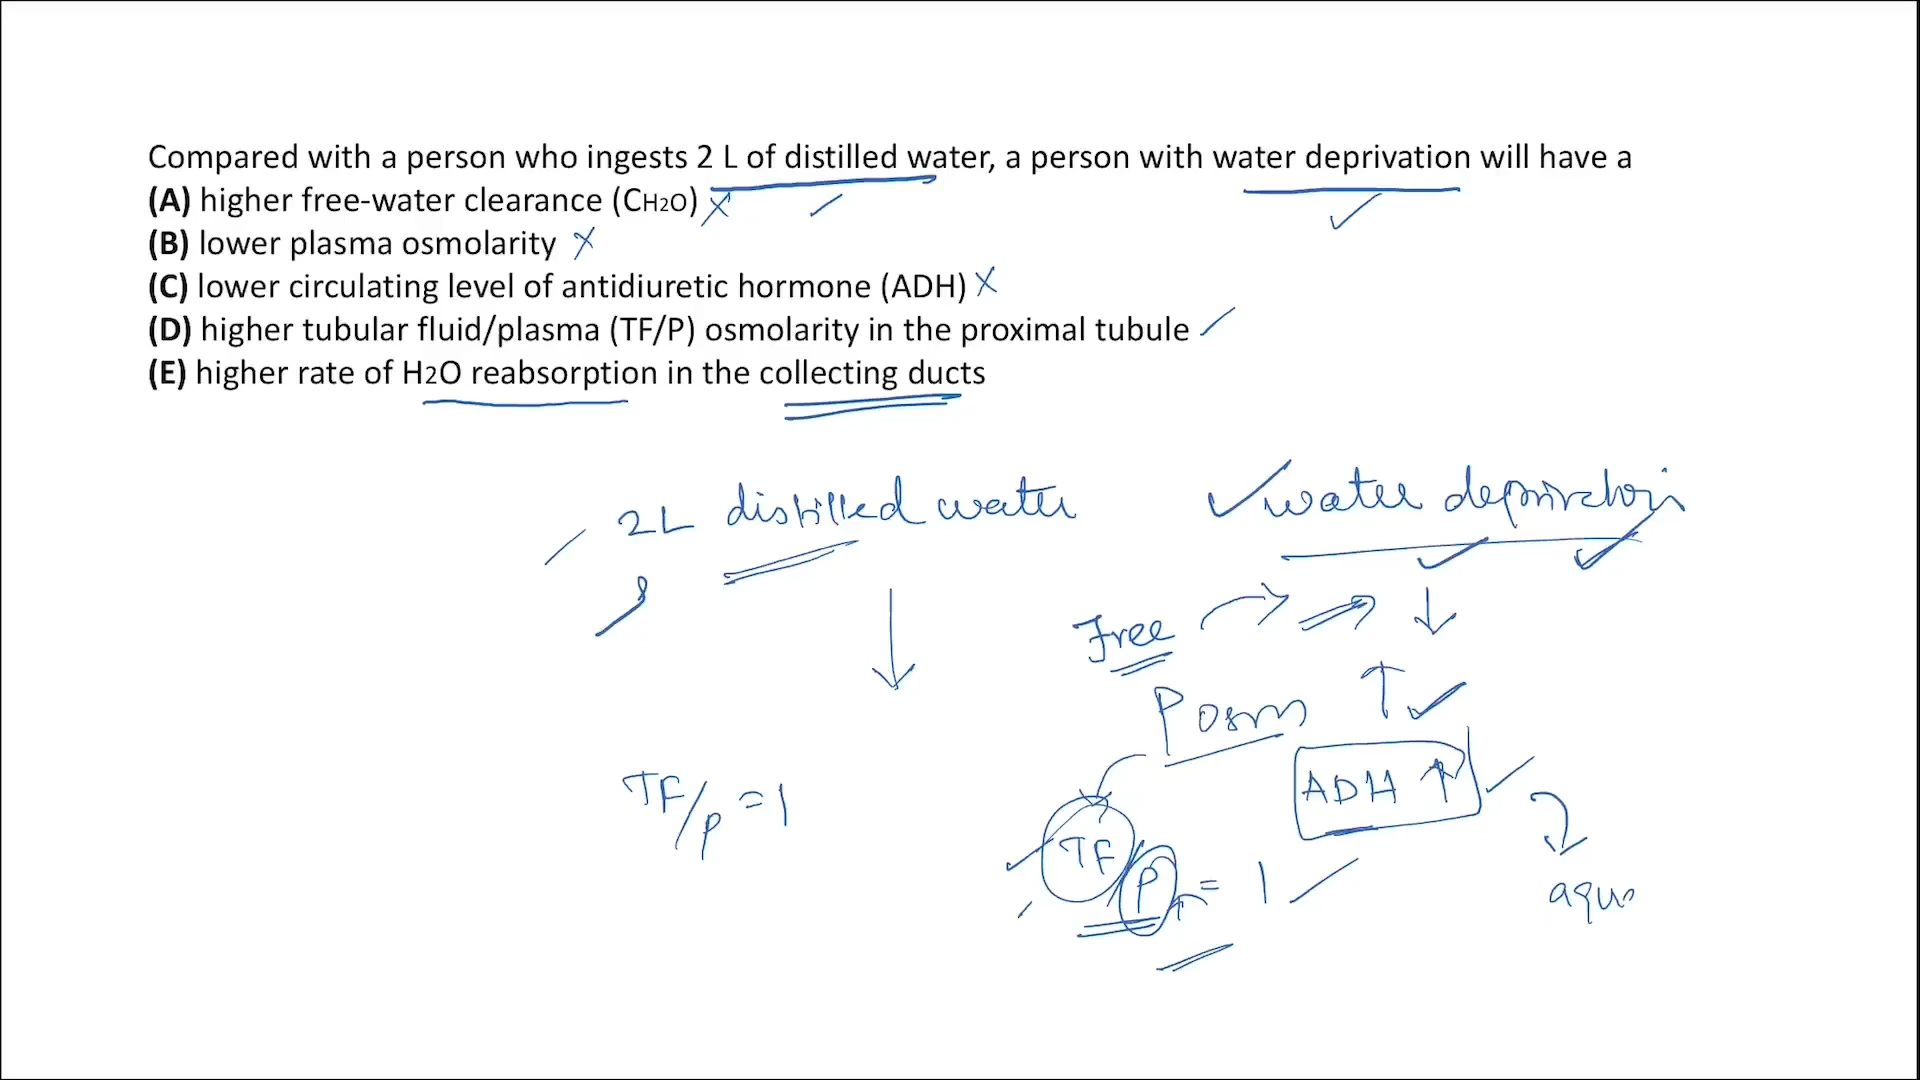 Compared with a person who ingests 2 L of distilled water, a person with water deprivation will have a
(A) higher free-water clearance (CH2O)
(B) lower plasma osmolarity
(C) lower circulating level of antidiuretic hormone (ADH)
(D) higher tubular fluid/plasma (TF/P) osmolarity in the proximal tubule
(E) higher rate of H2O reabsorption in the collecting ducts
2L distilled water
water deprivation
Free
Posm ↑
ADH ↑
TF/P = 1
TF/P = 1
aqu